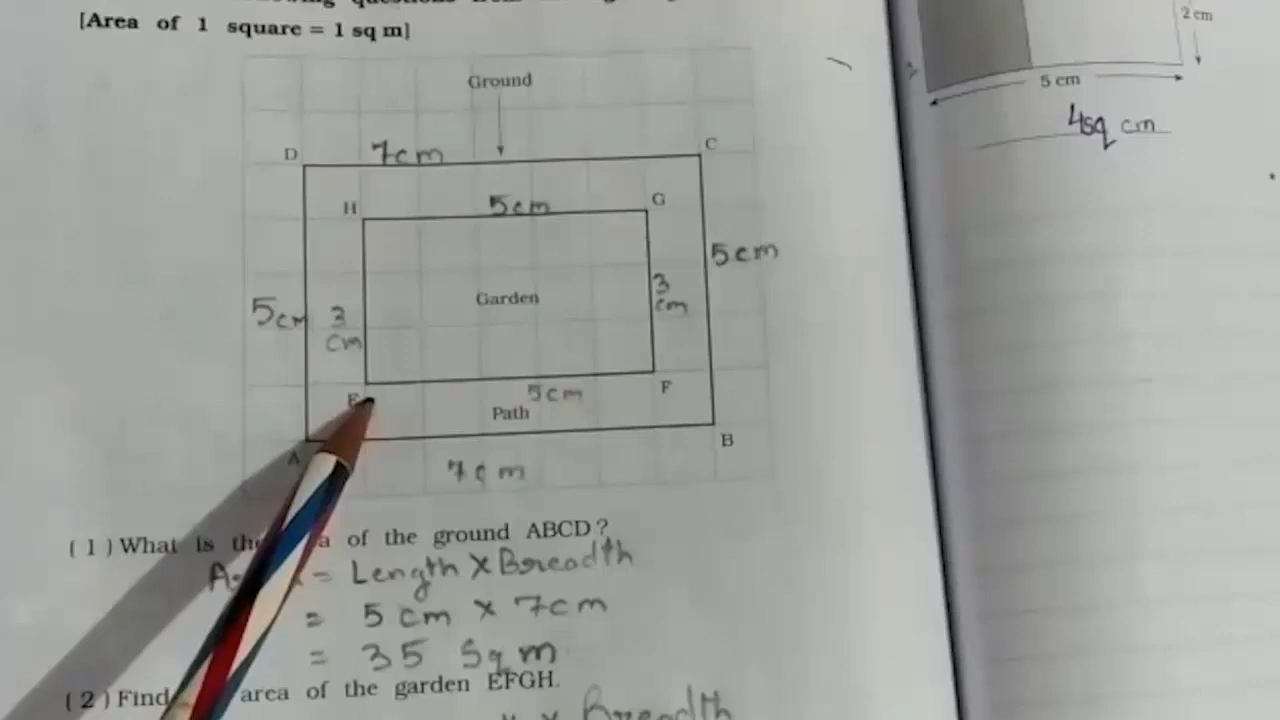 [Area of 1 square = 1 sq m]
Ground
D 7cm C
H 5cm G
5cm
Garden
3
cm
5cm 3
cm
5cm F
E
Path
A B
7cm
( 1 ) What is the of the ground ABCD?
= Length x Breadth
= 5 cm x 7cm
= 35 Sq m
( 2 ) Find area of the garden EFGH.
x Breadth
2 cm
5 cm
4sq cm